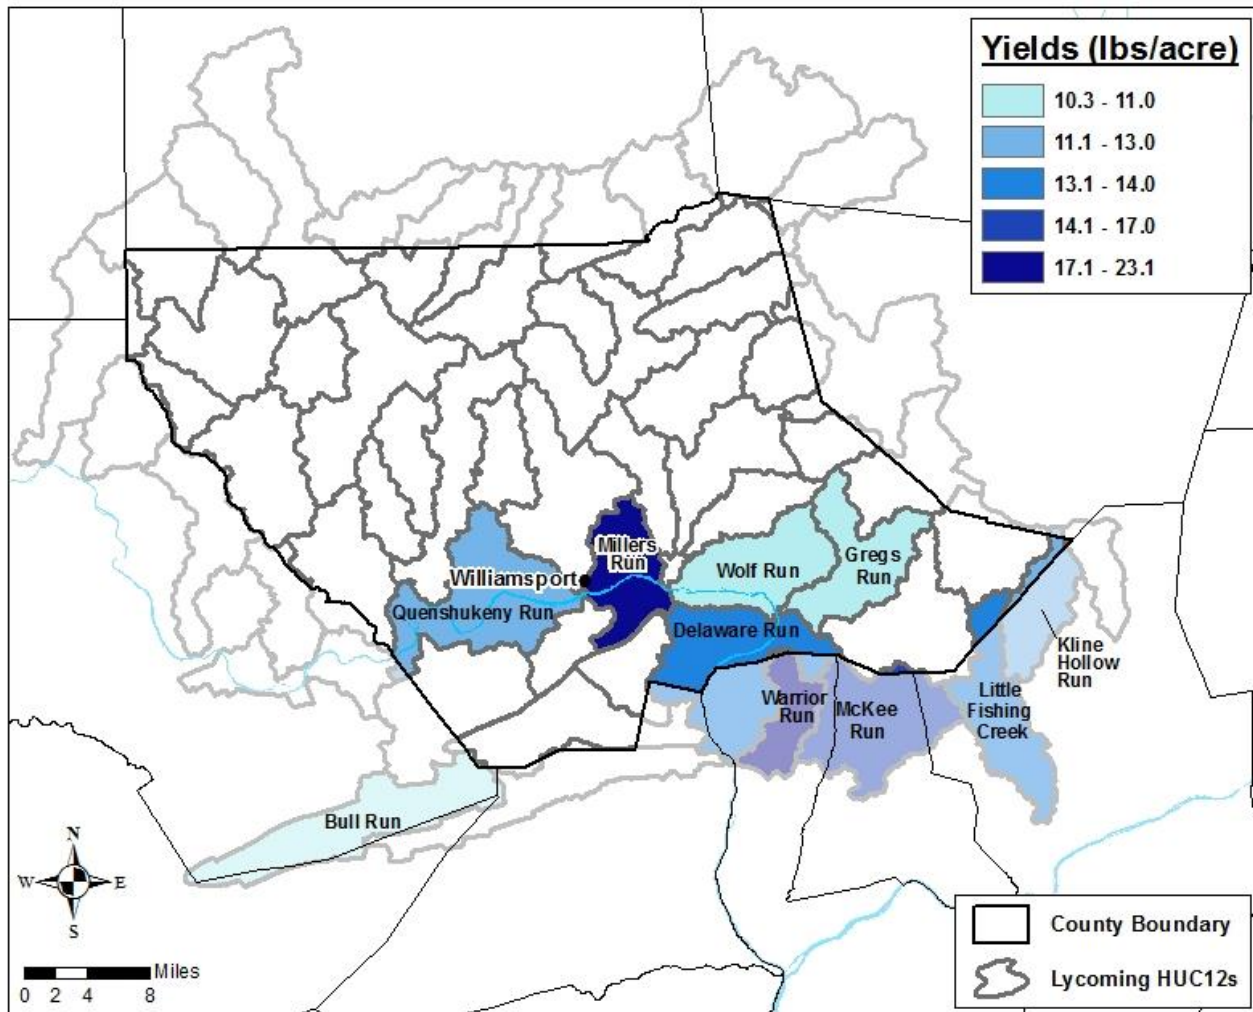 Yields (lbs/acre)
10.3 - 11.0
11.1 - 13.0
13.1 - 14.0
14.1 - 17.0
17.1 - 23.1
Millers
Run
Gregs
Run
Wolf Run
Williamsport
Quenshukeny Run
Delaware Run
Kline
Hollow
Run
Warrior
Run
McKee
Run
Little
Fishing
Creek
Bull Run
N
W
E
S
Miles
0 2 4 8
County Boundary
Lycoming HUC12s